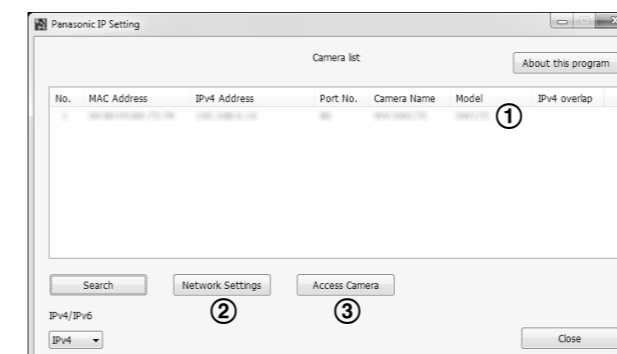 Panasonic IP Setting
Camera list
About this program
No. MAC Address IPv4 Address Port No. Camera Name Model IPv4 overlap
①
Search Network Settings Access Camera
② ③
IPv4/IPv6
IPv4 Close